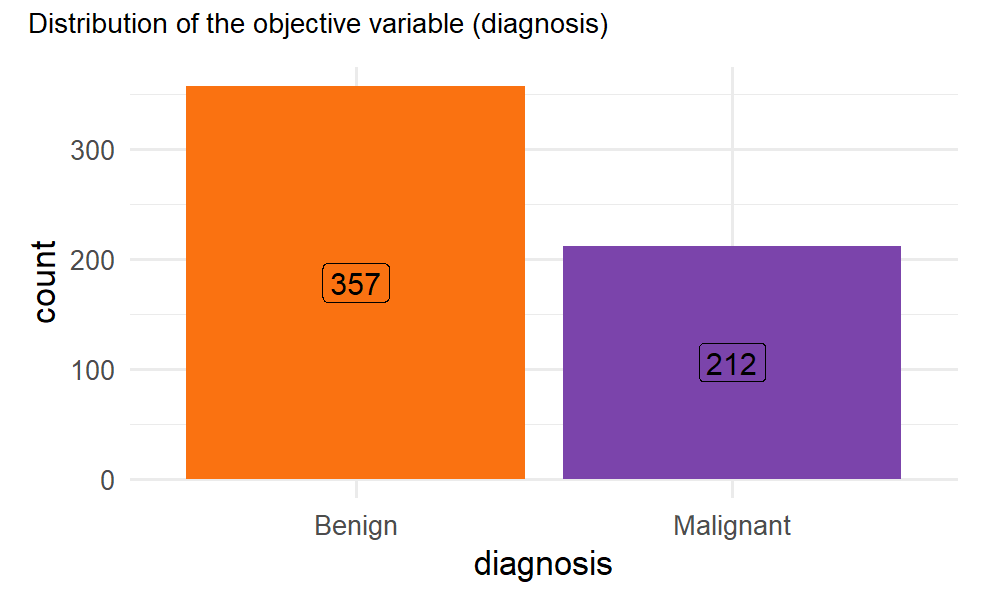 Distribution of the objective variable (diagnosis)
count
300
200
100
0
357
212
Benign
Malignant
diagnosis